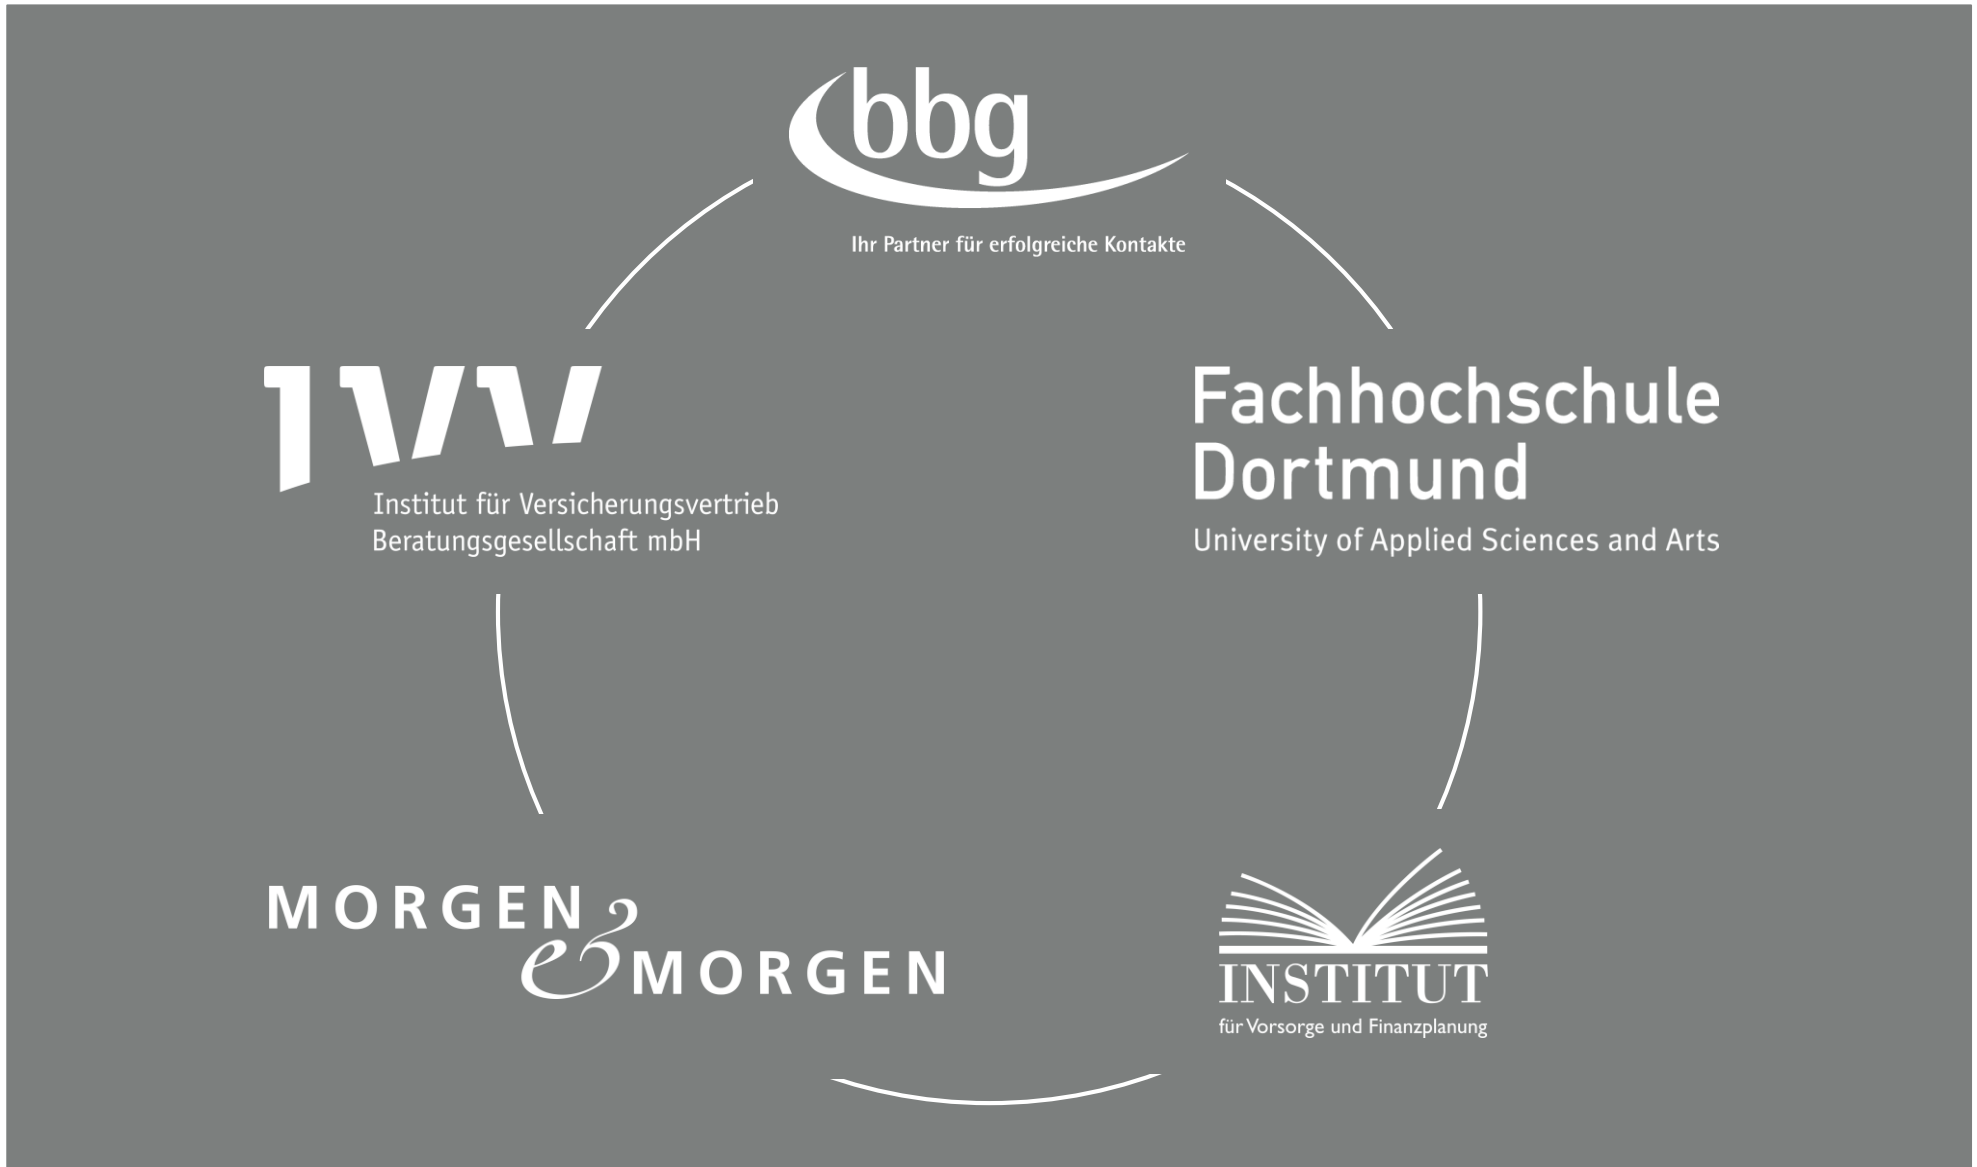 bbg
Ihr Partner für erfolgreiche Kontakte
IVV
Institut für Versicherungsvertrieb
Beratungsgesellschaft mbH
Fachhochschule
Dortmund
University of Applied Sciences and Arts
MORGEN
&
MORGEN
INSTITUT
für Vorsorge und Finanzplanung